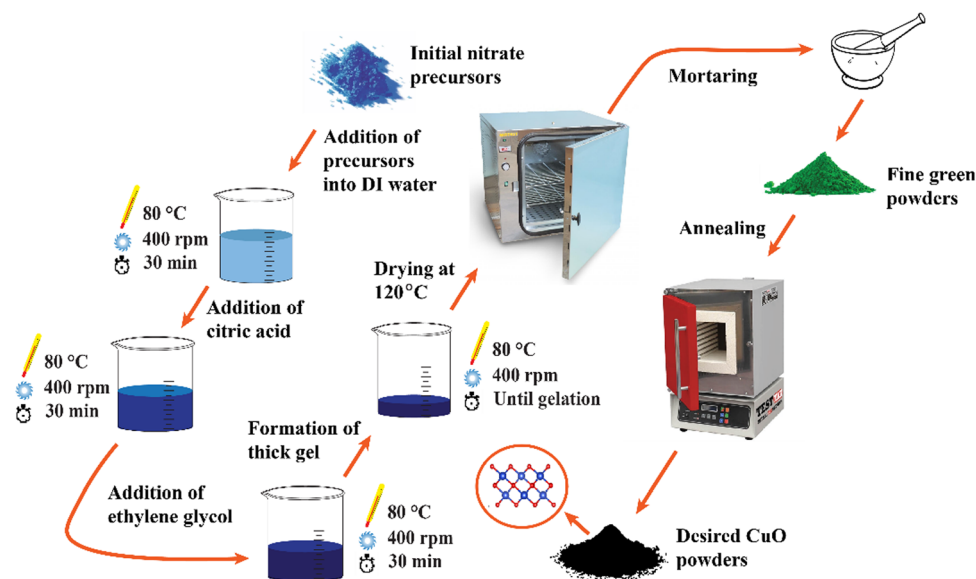 Initial nitrate
precursors
Addition of
precursors
into DI water
80 °C
400 rpm
30 min
Addition of
citric acid
80 °C
400 rpm
30 min
Addition of
ethylene glycol
80 °C
400 rpm
30 min
Formation of
thick gel
80 °C
400 rpm
Until gelation
Drying at
120°C
Mortaring
Fine green
powders
Annealing
Desired CuO
powders